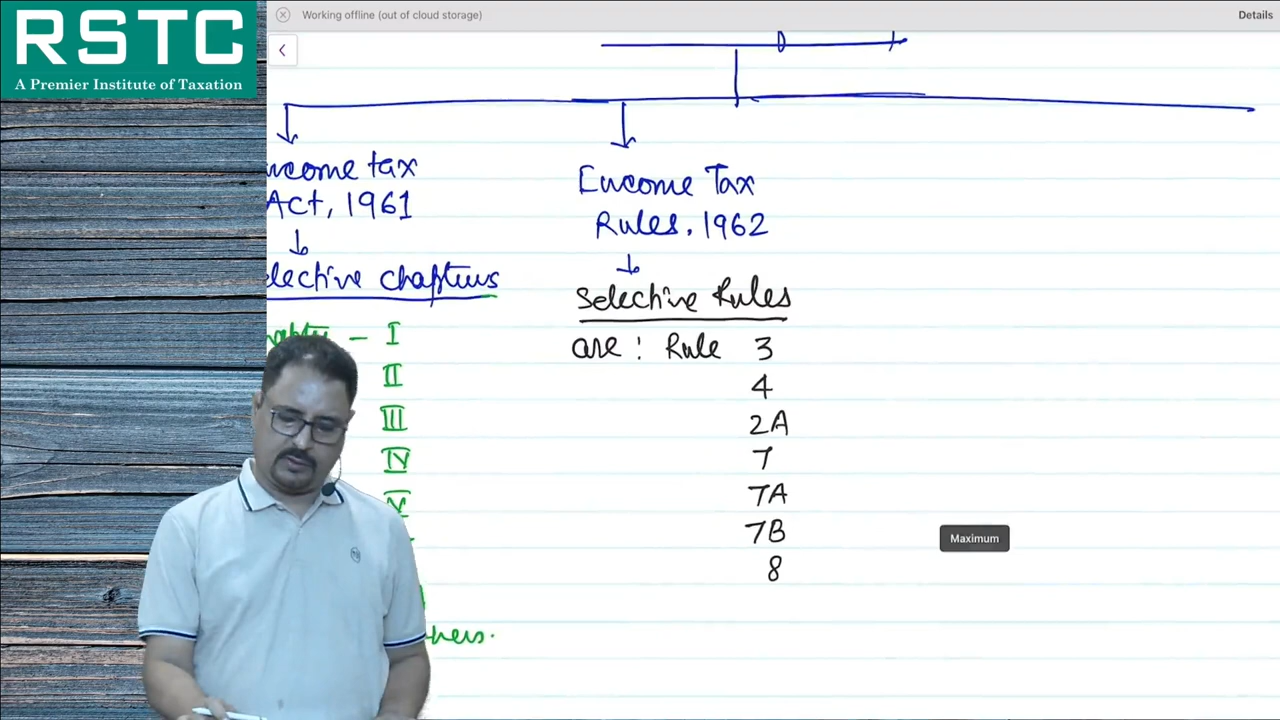 RSTC
A Premier Institute of Taxation
Working offline (out of cloud storage)
Details
ncome tax
Act, 1961
lective chapters
– I
II
III
IV
V
Income Tax
Rules, 1962
Selective Rules
are : Rule 3
4
2A
7
7A
7B
8
Maximum